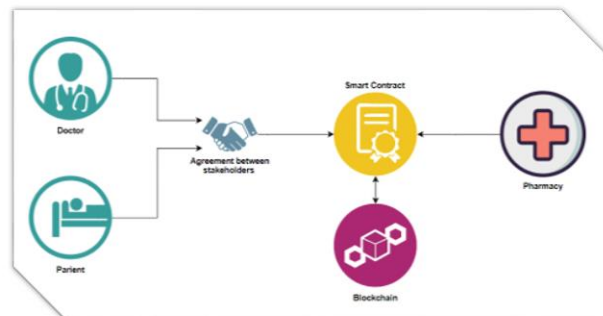 Smart Contract
Doctor
Agreement between
stakeholders
Pharmacy
Parient
Blockchain